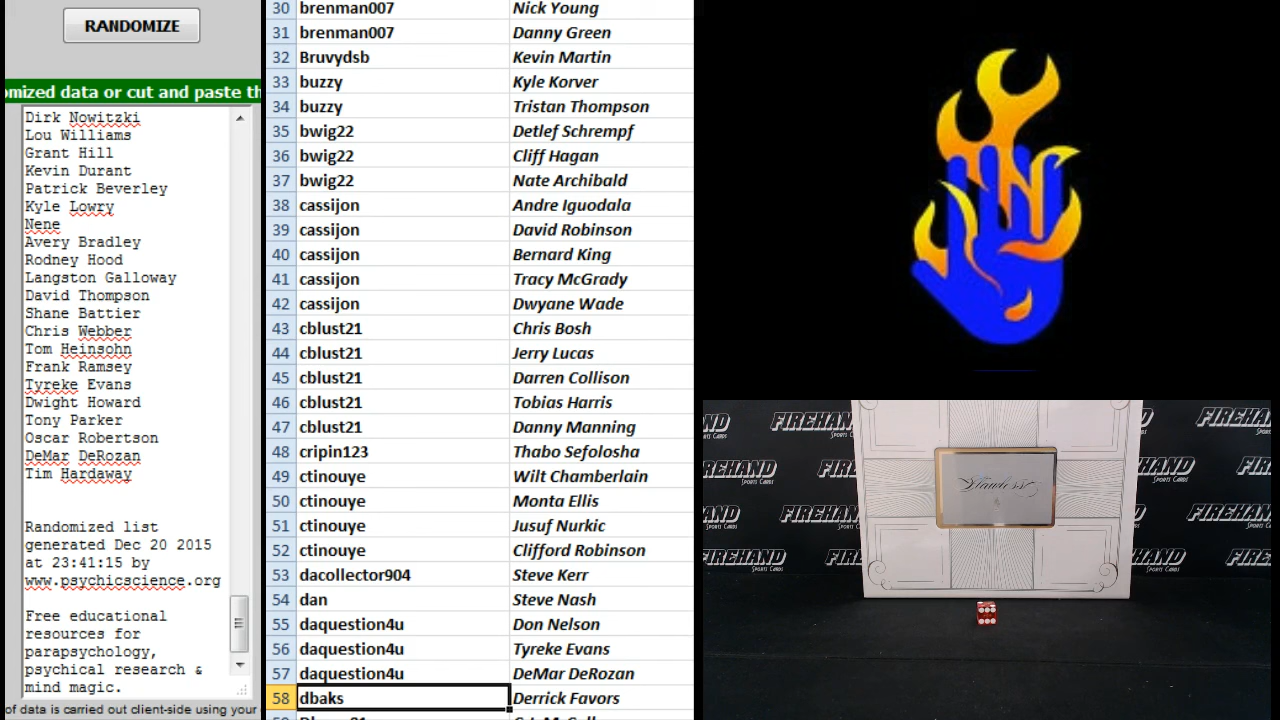 RANDOMIZE
omized data or cut and paste th
Dirk Nowitzki
Lou Williams
Grant Hill
Kevin Durant
Patrick Beverley
Kyle Lowry
Nene
Avery Bradley
Rodney Hood
Langston Galloway
David Thompson
Shane Battier
Chris Webber
Tom Heinsohn
Frank Ramsey
Tyreke Evans
Dwight Howard
Tony Parker
Oscar Robertson
DeMar DeRozan
Tim Hardaway
Randomized list
generated Dec 20 2015
at 23:41:15 by
www.psychicscience.org
Free educational
resources for
parapsychology,
psychical research &
mind magic.
of data is carried out client-side using your
30 brenman007 Nick Young
31 brenman007 Danny Green
32 Bruvydsb Kevin Martin
33 buzzy Kyle Korver
34 buzzy Tristan Thompson
35 bwig22 Detlef Schrempf
36 bwig22 Cliff Hagan
37 bwig22 Nate Archibald
38 cassijon Andre Iguodala
39 cassijon David Robinson
40 cassijon Bernard King
41 cassijon Tracy McGrady
42 cassijon Dwyane Wade
43 cblust21 Chris Bosh
44 cblust21 Jerry Lucas
45 cblust21 Darren Collison
46 cblust21 Tobias Harris
47 cblust21 Danny Manning
48 cripin123 Thabo Sefolosha
49 ctinouye Wilt Chamberlain
50 ctinouye Monta Ellis
51 ctinouye Jusuf Nurkic
52 ctinouye Clifford Robinson
53 dacollector904 Steve Kerr
54 dan Steve Nash
55 daquestion4u Don Nelson
56 daquestion4u Tyreke Evans
57 daquestion4u DeMar DeRozan
58 dbaks Derrick Favors
FIREHAND
Sports Cards
Flawless